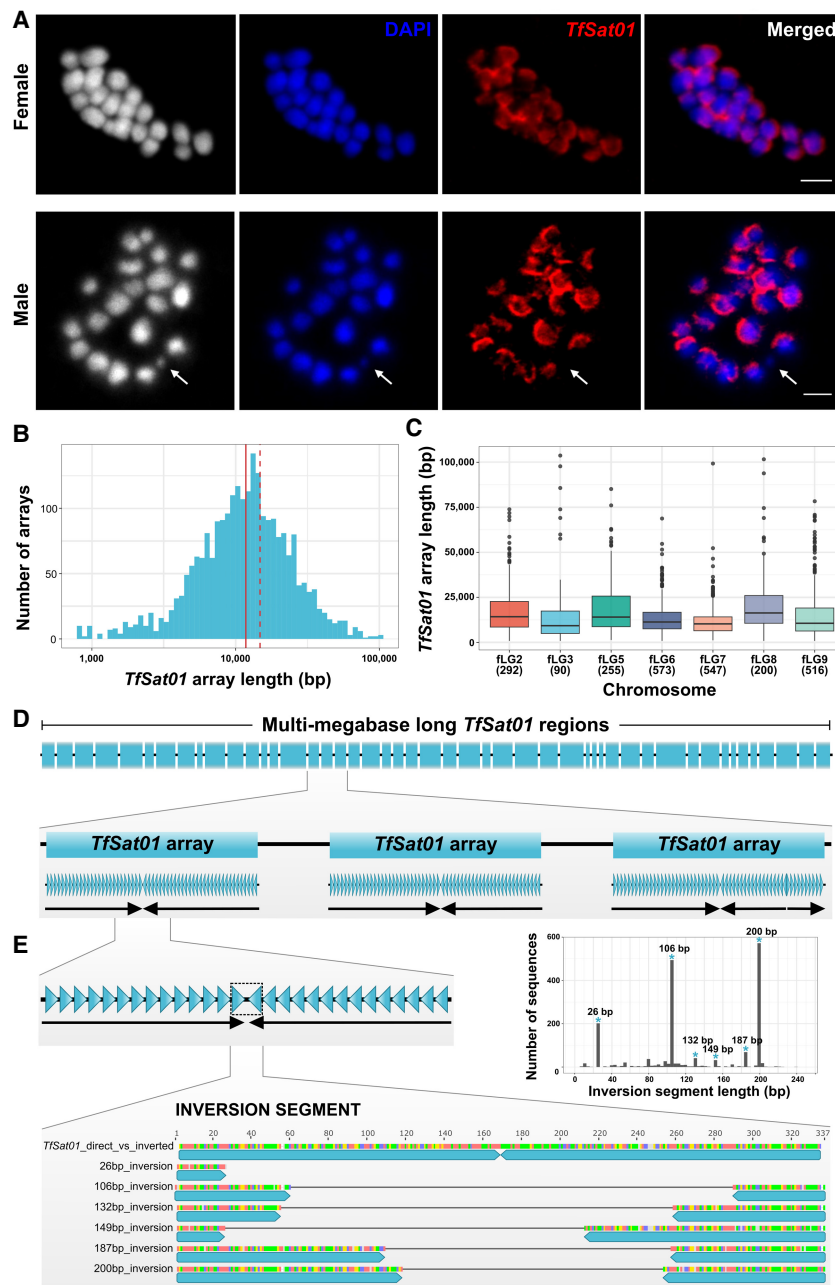 A
DAPI
TfSat01
Merged
Female
Male
B
Number of arrays
100
50
0
1,000
10,000
100,000
TfSat01 array length (bp)
C
TfSat01 array length (bp)
100,000
75,000
50,000
25,000
0
fLG2 fLG3 fLG5 fLG6 fLG7 fLG8 fLG9
(292) (90) (255) (573) (547) (200) (516)
Chromosome
D
Multi-megabase long TfSat01 regions
TfSat01 array TfSat01 array TfSat01 array
E
Number of sequences
600
400
200
0
26 bp
106 bp
132 bp
149 bp
187 bp
200 bp
* * * * * *
0 40 80 120 160 200 240
Inversion segment length (bp)
INVERSION SEGMENT
1 20 40 60 80 100 120 140 160 180 200 220 240 260 280 300 320 337
TfSat01_direct_vs_inverted
26bp_inversion
106bp_inversion
132bp_inversion
149bp_inversion
187bp_inversion
200bp_inversion